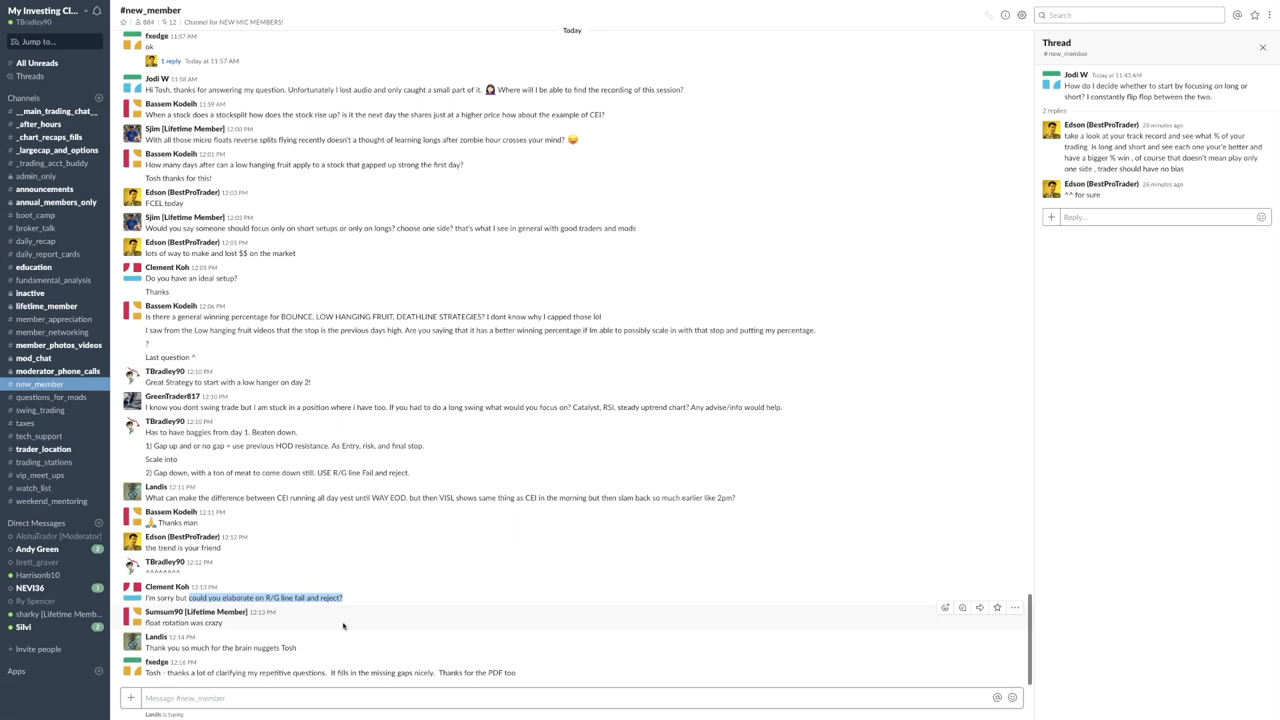 My Investing Cl...
TBradley90
Jump to...
All Unreads
Threads
Channels
__main_trading_chat__
_after_hours
_chart_recaps_fills
_largecap_and_options
_trading_acct_buddy
admin_only
announcements
annual_members_only
boot_camp
broker_talk
daily_recap
daily_report_cards
education
fundamental_analysis
inactive
lifetime_member
member_appreciation
member_networking
member_photos_videos
mod_chat
moderator_phone_calls
new_member
questions_for_mods
swing_trading
taxes
tech_support
trader_location
trading_stations
vip_meet_ups
watch_list
weekend_mentoring
Direct Messages
AlohaTrader [Moderator]
Andy Green 2
brett_graver
Harrisonb10
NEVI36 1
Ry Spencer
sharky [Lifetime Memb...
Silvi 2
Invite people
Apps
#new_member
884 | 12 | Channel for NEW MIC MEMBERS!
Search
Today
fxedge 11:57 AM
ok
1 reply Today at 11:57 AM
Jodi W 11:58 AM
Hi Tosh, thanks for answering my question. Unfortunately I lost audio and only caught a small part of it. Where will I be able to find the recording of this session?
Bassem Kodeih 11:59 AM
When a stock does a stocksplit how does the stock rise up? is it the next day the shares just at a higher price how about the example of CEI?
Sjim [Lifetime Member] 12:00 PM
With all those micro floats reverse splits flying recently doesn't a thought of learning longs after zombie hour crosses your mind?
Bassem Kodeih 12:01 PM
How many days after can a low hanging fruit apply to a stock that gapped up strong the first day?
Tosh thanks for this!
Edson (BestProTrader) 12:03 PM
FCEL today
Sjim [Lifetime Member] 12:03 PM
Would you say someone should focus only on short setups or only on longs? choose one side? that's what I see in general with good traders and mods
Edson (BestProTrader) 12:05 PM
lots of way to make and lost $$ on the market
Clement Koh 12:05 PM
Do you have an ideal setup?
Thanks
Bassem Kodeih 12:06 PM
Is there a general winning percentage for BOUNCE, LOW HANGING FRUIT, DEATHLINE STRATEGIES? I dont know why I capped those lol
I saw from the Low hanging fruit videos that the stop is the previous days high. Are you saying that it has a better winning percentage if Im able to possibly scale in with that stop and putting my percentage.
?
Last question ^
TBradley90 12:10 PM
Great Strategy to start with a low hanger on day 2!
GreenTrader817 12:10 PM
I know you dont swing trade but I am stuck in a position where i have too. If you had to do a long swing what would you focus on? Catalyst, RSI, steady uptrend chart? Any advise/info would help.
TBradley90 12:10 PM
Has to have baggies from day 1. Beaten down.
1) Gap up and or no gap = use previous HOD resistance. As Entry, risk, and final stop.
Scale into
2) Gap down, with a ton of meat to come down still. USE R/G line Fail and reject.
Landis 12:11 PM
What can make the difference between CEI running all day yest until WAY EOD, but then VISL shows same thing as CEI in the morning but then slam back so much earlier like 2pm?
Bassem Kodeih 12:11 PM
Thanks man
Edson (BestProTrader) 12:12 PM
the trend is your friend
TBradley90 12:12 PM
^^^^^^^^
Clement Koh 12:13 PM
I'm sorry but could you elaborate on R/G line fail and reject?
Sumsum90 [Lifetime Member] 12:13 PM
float rotation was crazy
Landis 12:14 PM
Thank you so much for the brain nuggets Tosh
fxedge 12:16 PM
Tosh - thanks a lot of clarifying my repetitive questions. It fills in the missing gaps nicely. Thanks for the PDF too
Message #new_member
Landis is typing
Thread
#new_member
Jodi W Today at 11:43 AM
How do I decide whether to start by focusing on long or
short? I constantly flip flop between the two.
2 replies
Edson (BestProTrader) 28 minutes ago
take a look at your track record and see what % of your
trading is long and short and see each one your'e better and
have a bigger % win , of course that doesn't mean play only
one side , trader should have no bias
Edson (BestProTrader) 26 minutes ago
^^ for sure
Reply...